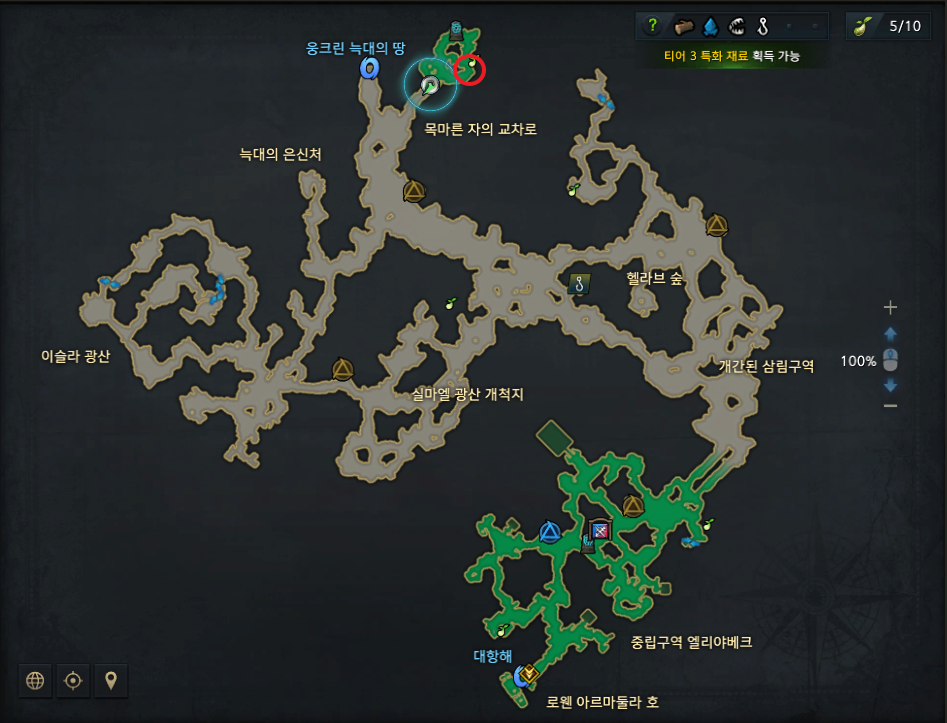 ?
5/10
티어 3 특화 재료 획득 가능
웅크린 늑대의 땅
목마른 자의 교차로
늑대의 은신처
헬라브 숲
이슬라 광산
개간된 삼림구역
100%
실마엘 광산 개척지
중립구역 엘리야베크
대항해
로웬 아르마둘라 호